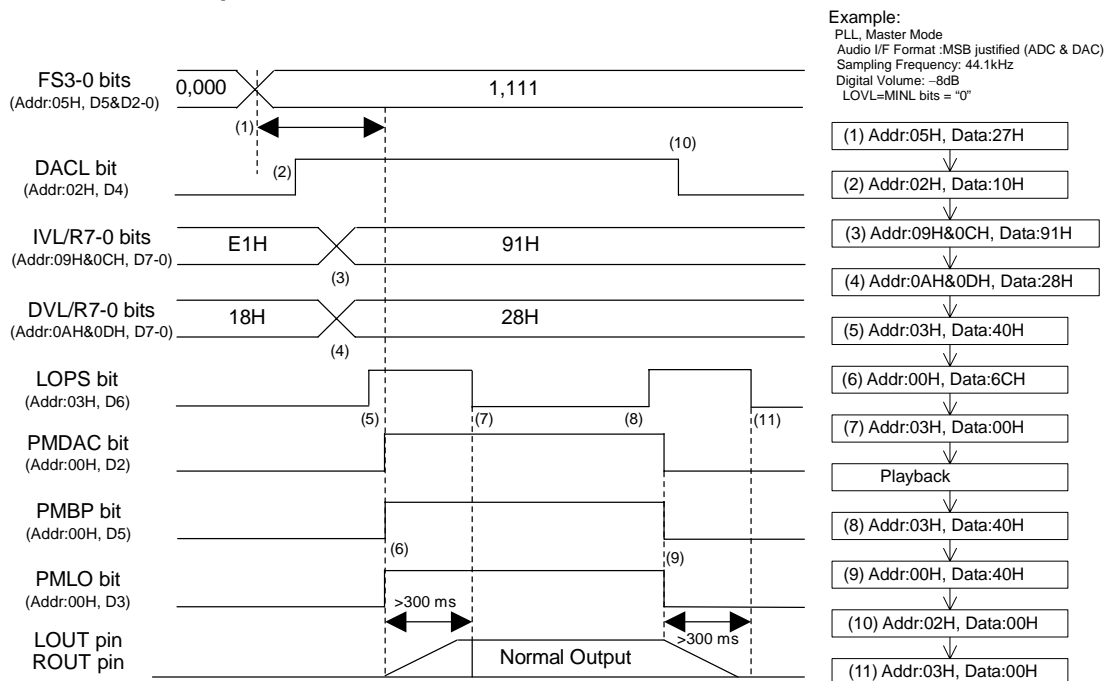 Example:
PLL, Master Mode
Audio I/F Format :MSB justified (ADC & DAC)
Sampling Frequency: 44.1kHz
Digital Volume: −8dB
LOVL=MINL bits = “0”
FS3-0 bits
(Addr:05H, D5&D2-0)
0,000
1,111
(1)
DACL bit
(Addr:02H, D4)
(2)
(10)
IVL/R7-0 bits
(Addr:09H&0CH, D7-0)
E1H
91H
(3)
DVL/R7-0 bits
(Addr:0AH&0DH, D7-0)
18H
28H
(4)
LOPS bit
(Addr:03H, D6)
(5)
(7)
(8)
(11)
PMDAC bit
(Addr:00H, D2)
PMBP bit
(Addr:00H, D5)
(6)
(9)
PMLO bit
(Addr:00H, D3)
>300 ms
>300 ms
LOUT pin
ROUT pin
Normal Output
(1) Addr:05H, Data:27H
(2) Addr:02H, Data:10H
(3) Addr:09H&0CH, Data:91H
(4) Addr:0AH&0DH, Data:28H
(5) Addr:03H, Data:40H
(6) Addr:00H, Data:6CH
(7) Addr:03H, Data:00H
Playback
(8) Addr:03H, Data:40H
(9) Addr:00H, Data:40H
(10) Addr:02H, Data:00H
(11) Addr:03H, Data:00H